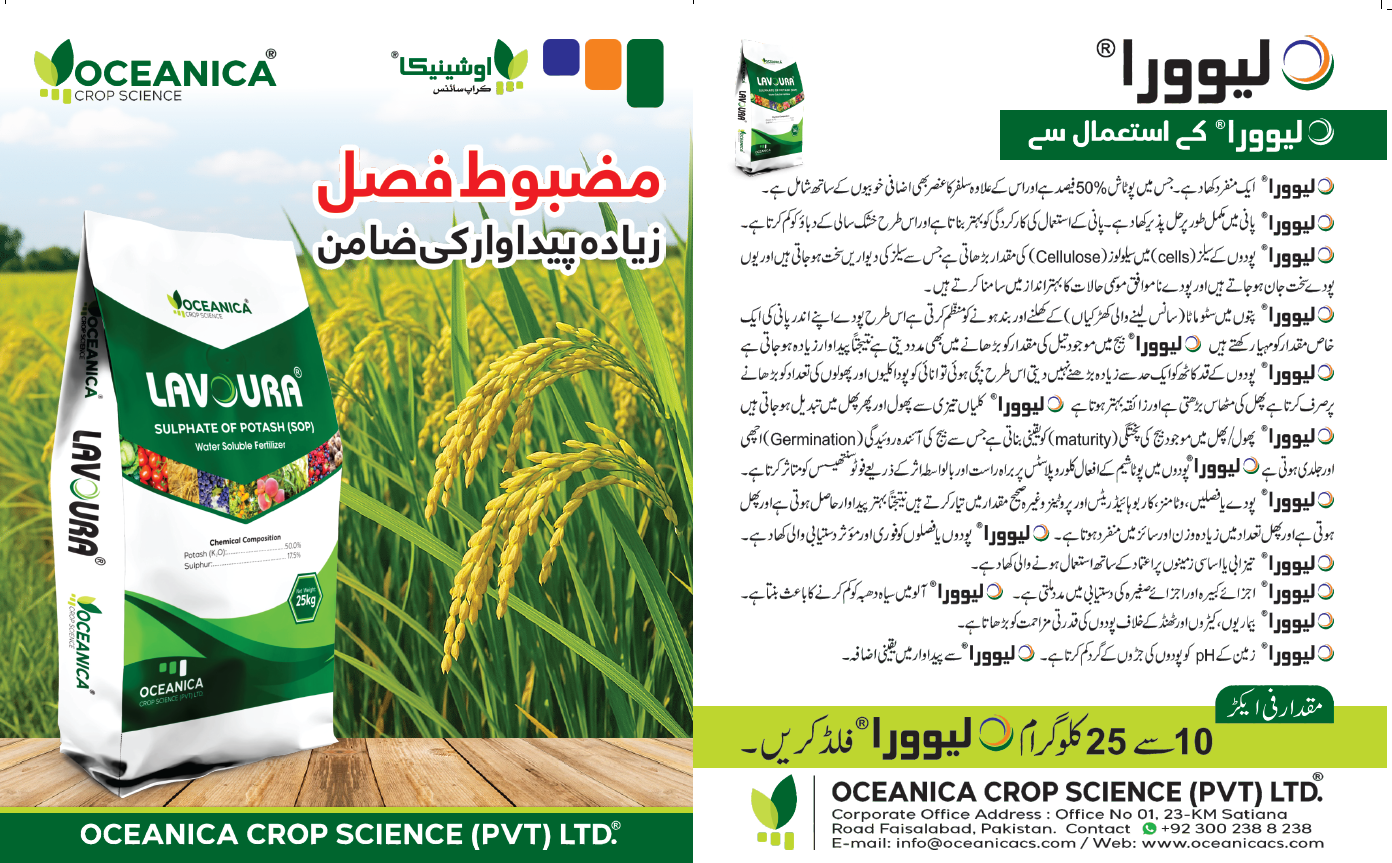 OCEANICA®
CROP SCIENCE
اوشینیکا®
کراپ سائنس
مضبوط فصل
زیادہ پیداوار کی ضامن
OCEANICA®
CROP SCIENCE
LAVOURA®
SULPHATE OF POTASH (SOP)
Water Soluble Fertilizer
Chemical Composition
Potash (K₂O):....................50.0%
Sulphur:....................17.5%
Net Weight
25kg
OCEANICA
CROP SCIENCE (PVT) LTD
OCEANICA®
CROP SCIENCE
LAVOURA®
OCEANICA®
CROP SCIENCE
OCEANICA CROP SCIENCE (PVT) LTD.®
لیوورا®
LAVOURA
SULPHATE OF POTASH (SOP)
OCEANICA
لیوورا® کے استعمال سے
لیوورا® ایک منفرد کھاد ہے۔ جس میں پوٹاش %50 فیصد ہے اور اس کے علاوہ سلفر کا عنصر بھی اضافی خوبیوں کے ساتھ شامل ہے۔
لیوورا® پانی میں مکمل طور پر حل پذیر کھاد ہے۔ پانی کے استعمال کی کارکردگی کو بہتر بناتا ہے اور اس طرح خشک سالی کے دباؤ کو کم کرتا ہے۔
لیوورا® پودوں کے سیلز (cells) میں سیلولوز (Cellulose) کی مقدار بڑھاتی ہے جس سے سیلز کی دیواریں سخت ہو جاتی ہیں اور یوں
پودے سخت جان ہو جاتے ہیں اور پودے ناموافق موسمی حالات کا بہتر انداز میں سامنا کرتے ہیں۔
لیوورا® پتوں میں سٹوماٹا (سانس لینے والی کھڑکیاں) کے کھلنے اور بند ہونے کو منظّم کرتی ہے اس طرح پودے اپنے اندر پانی کی ایک
خاص مقدار کو مہیا رکھتے ہیں لیوورا® بیج میں موجود تیل کی مقدار کو بڑھانے میں بھی مدد دیتی ہے نتیجتاً پیداوار زیادہ ہو جاتی ہے
لیوورا® پودوں کے قد کاٹھ کو ایک حد سے زیادہ بڑھنے نہیں دیتی اس طرح بچی ہوئی توانائی کو پودا کلیوں اور پھولوں کی تعداد کو بڑھانے
پر صرف کرتا ہے پھل کی مٹھاس بڑھتی ہے اور ذائقہ بہتر ہوتا ہے لیوورا® کلیاں تیزی سے پھول اور پھر پھل میں تبدیل ہو جاتی ہیں
لیوورا® پھول/پھل میں موجود بیج کی پختگی (maturity) کو یقینی بناتی ہے جس سے بیج کی آئندہ روئیدگی (Germination) اچھی
اور جلدی ہوتی ہے لیوورا® پودوں میں پوٹاشیم کے افعال کلوروپلاسٹس پر براہ راست اور بالواسطہ اثر کے ذریعے فوٹوسنتھیسس کو متاثر کرتا ہے۔
لیوورا® پودے یا فصلیں، وٹامنز، کاربوہائیڈریٹس اور پروٹینز وغیرہ صحیح مقدار میں تیار کرتے ہیں نتیجتاً بہتر پیداوار حاصل ہوتی ہے اور پھل
ہوتی ہے اور پھل تعداد میں زیادہ وزن اور سائز میں منفرد ہوتا ہے۔ لیوورا® پودوں یا فصلوں کو فوری اور مؤثر دستیابی والی کھاد ہے۔
لیوورا® تیزابی یا اساسی زمینوں پر اعتماد کے ساتھ استعمال ہونے والی کھاد ہے۔
لیوورا® اجزائے کبیرہ اور اجزائے صغیرہ کی دستیابی میں مدد ملتی ہے۔ لیوورا® آلو میں سیاہ دھبہ کو کم کرنے کا باعث بنتا ہے۔
لیوورا® بیماریوں، کیڑوں اور ٹھنڈ کے خلاف پودوں کی قدرتی مزاحمت کو بڑھاتا ہے۔
لیوورا® زمین کے pH کو پودوں کی جڑوں کے گرد کم کرتا ہے۔ لیوورا® سے پیداوار میں یقینی اضافہ۔
مقدار فی ایکڑ
10 سے 25 کلوگرام لیوورا® فلڈ کریں۔
OCEANICA CROP SCIENCE (PVT) LTD.®
Corporate Office Address : Office No 01, 23-KM Satiana
Road Faisalabad, Pakistan. Contact +92 300 238 8 238
E-mail: info@oceanicacs.com / Web: www.oceanicacs.com